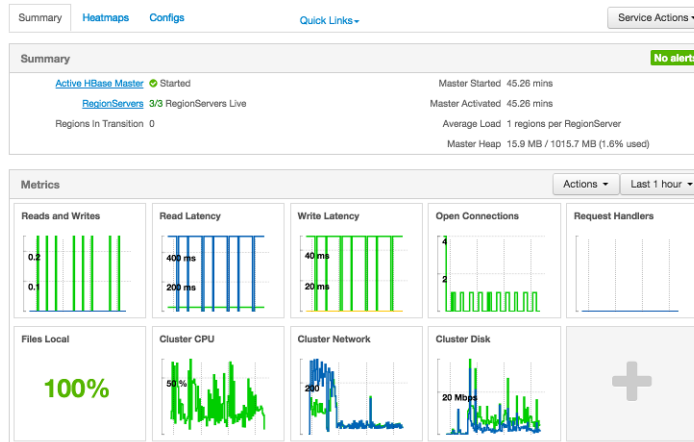 Summary Heatmaps Configs Quick Links Service Actions
Summary No alerts
Active HBase Master Started Master Started 45.26 mins
RegionServers 3/3 RegionServers Live Master Activated 45.26 mins
Regions In Transition 0 Average Load 1 regions per RegionServer
Master Heap 15.9 MB / 1015.7 MB (1.6% used)
Metrics Actions Last 1 hour
Reads and Writes Read Latency Write Latency Open Connections Request Handlers
0.2
0.1
400 ms
200 ms
40 ms
20 ms
4
2
Files Local Cluster CPU Cluster Network Cluster Disk
100%
50 %
200
20 Mbps